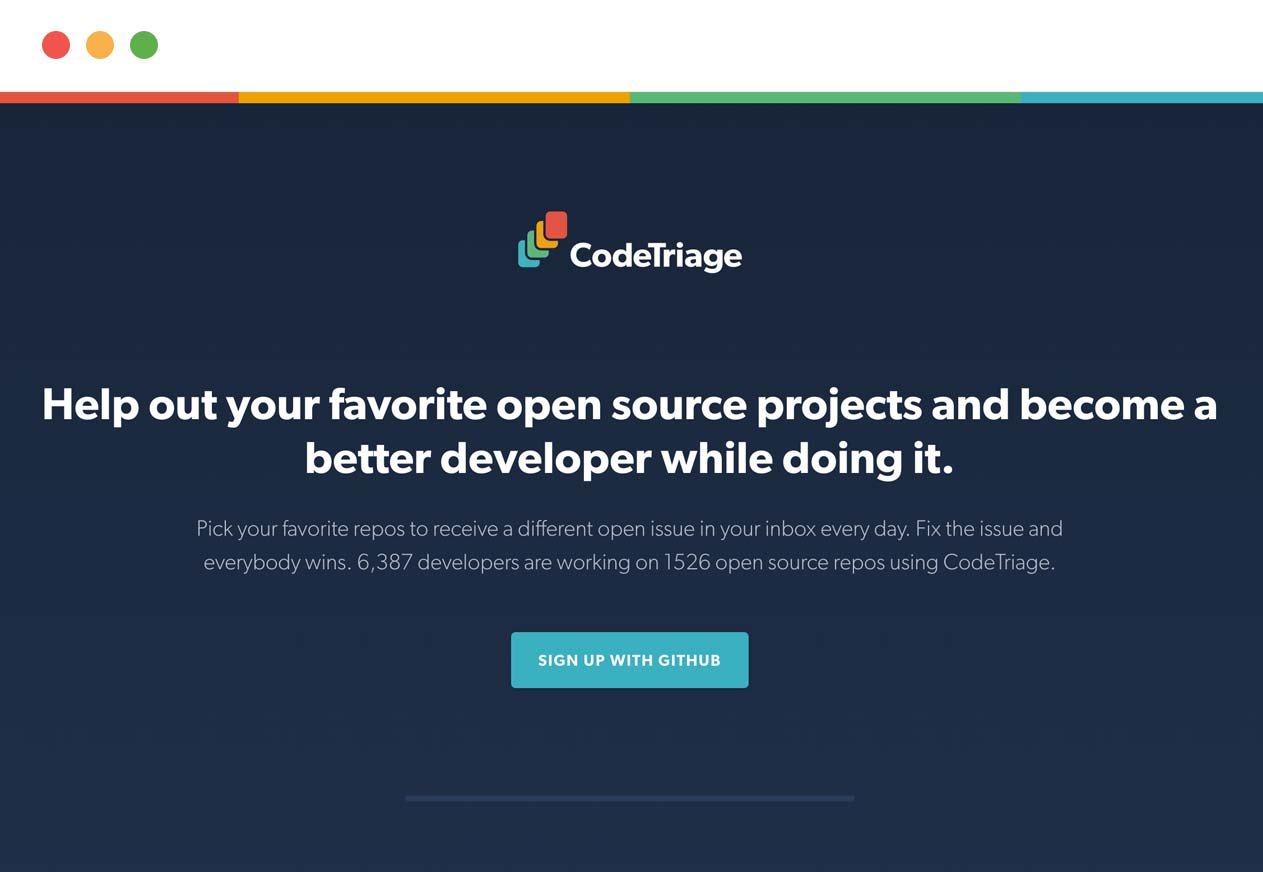 CodeTriage
Help out your favorite open source projects and become a
better developer while doing it.
Pick your favorite repos to receive a different open issue in your inbox every day. Fix the issue and
everybody wins. 6,387 developers are working on 1526 open source repos using CodeTriage.
SIGN UP WITH GITHUB